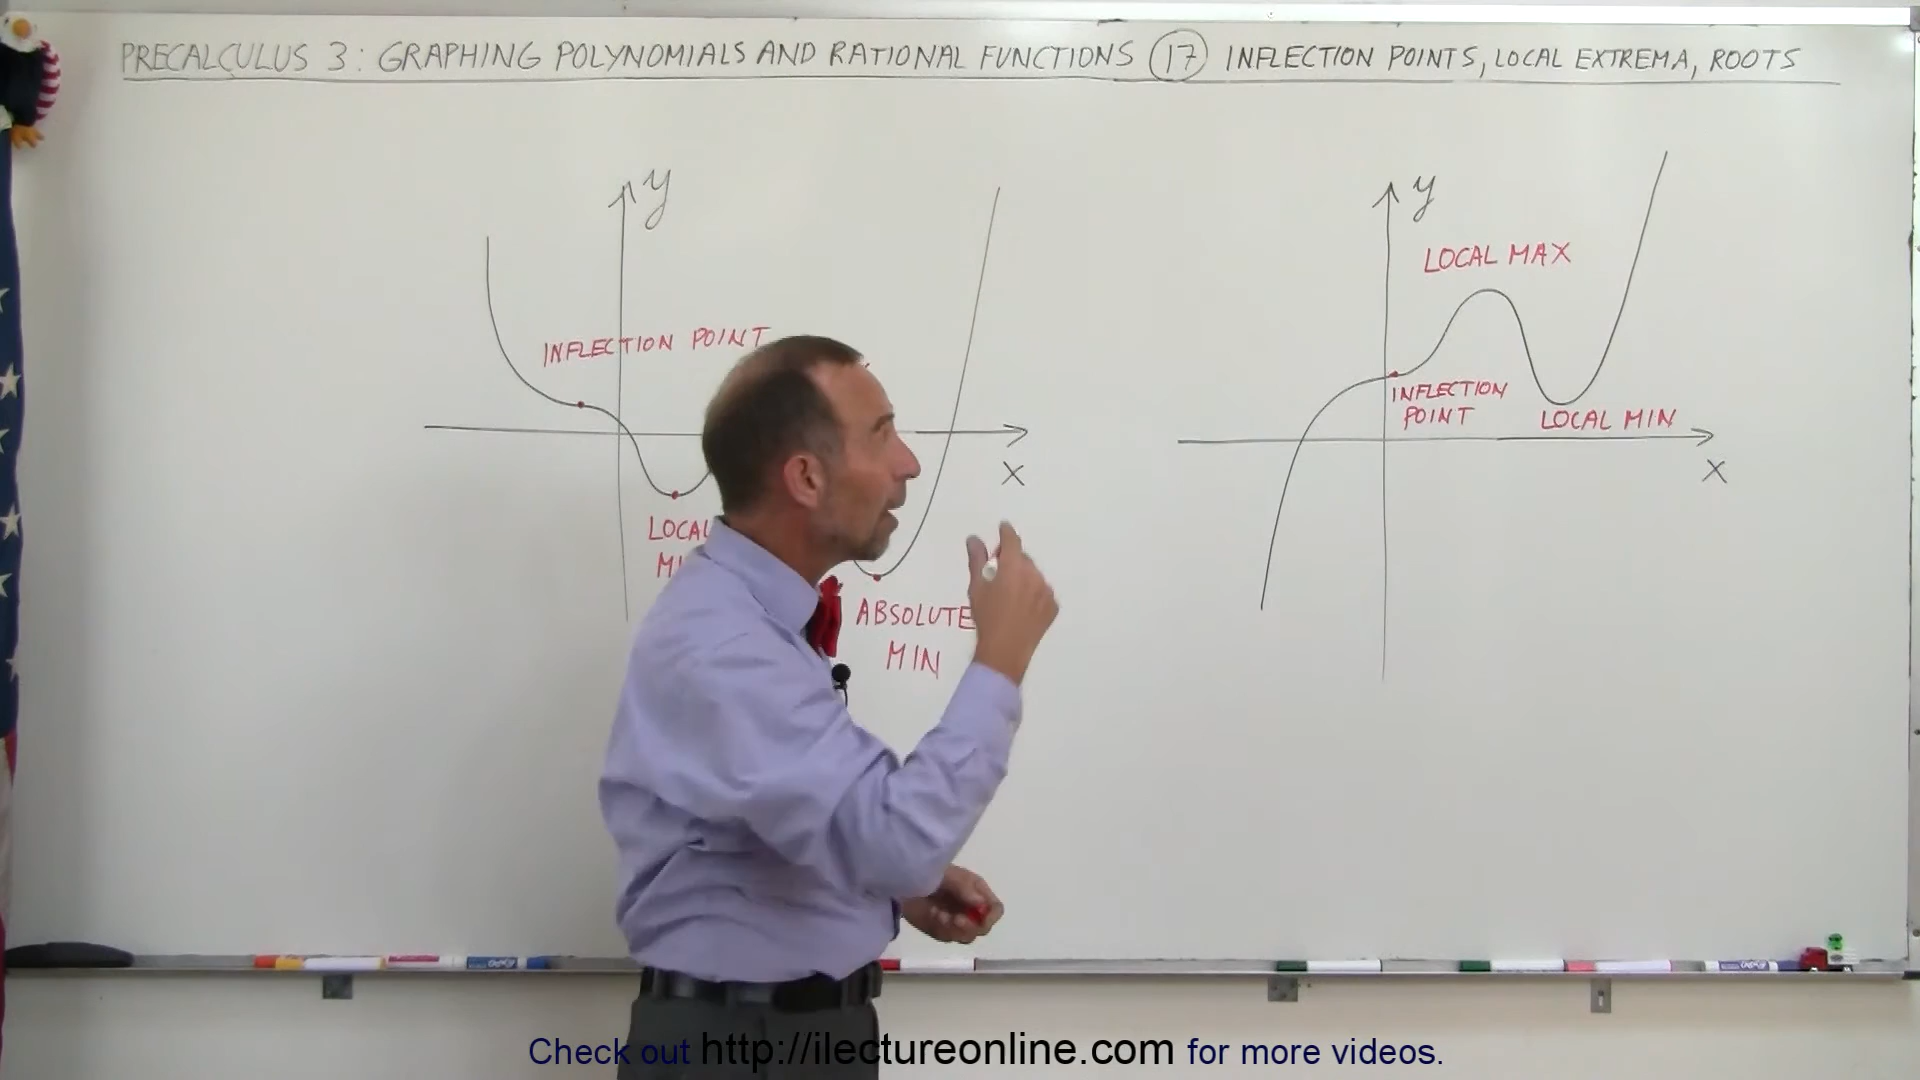 PRECALCULUS 3: GRAPHING POLYNOMIALS AND RATIONAL FUNCTIONS 17 INFLECTION POINTS, LOCAL EXTREMA, ROOTS
y
INFLECTION POINT
x
LOCAL
ABSOLUTE
MIN
y
LOCAL MAX
INFLECTION
POINT
LOCAL MIN
x
Check out http://ilectureonline.com for more videos.